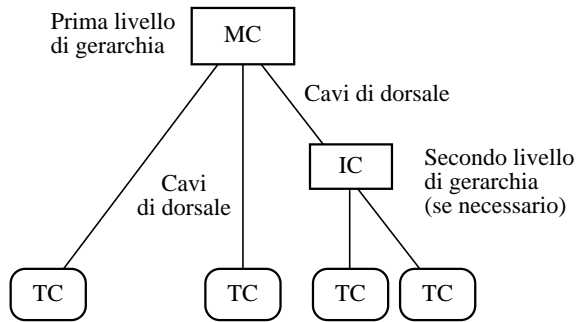 Prima livello
di gerarchia
MC
Cavi di dorsale
IC
Secondo livello
di gerarchia
(se necessario)
Cavi
di dorsale
TC
TC
TC
TC